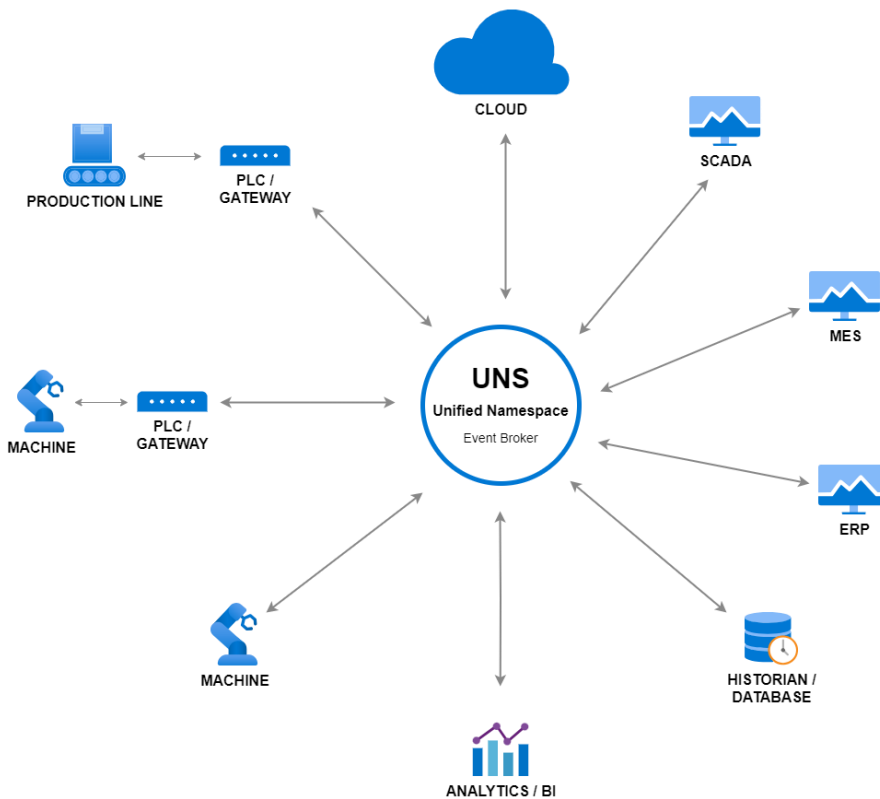 CLOUD
SCADA
PRODUCTION LINE
PLC /
GATEWAY
MES
UNS
Unified Namespace
Event Broker
MACHINE
PLC /
GATEWAY
ERP
MACHINE
HISTORIAN /
DATABASE
ANALYTICS / BI